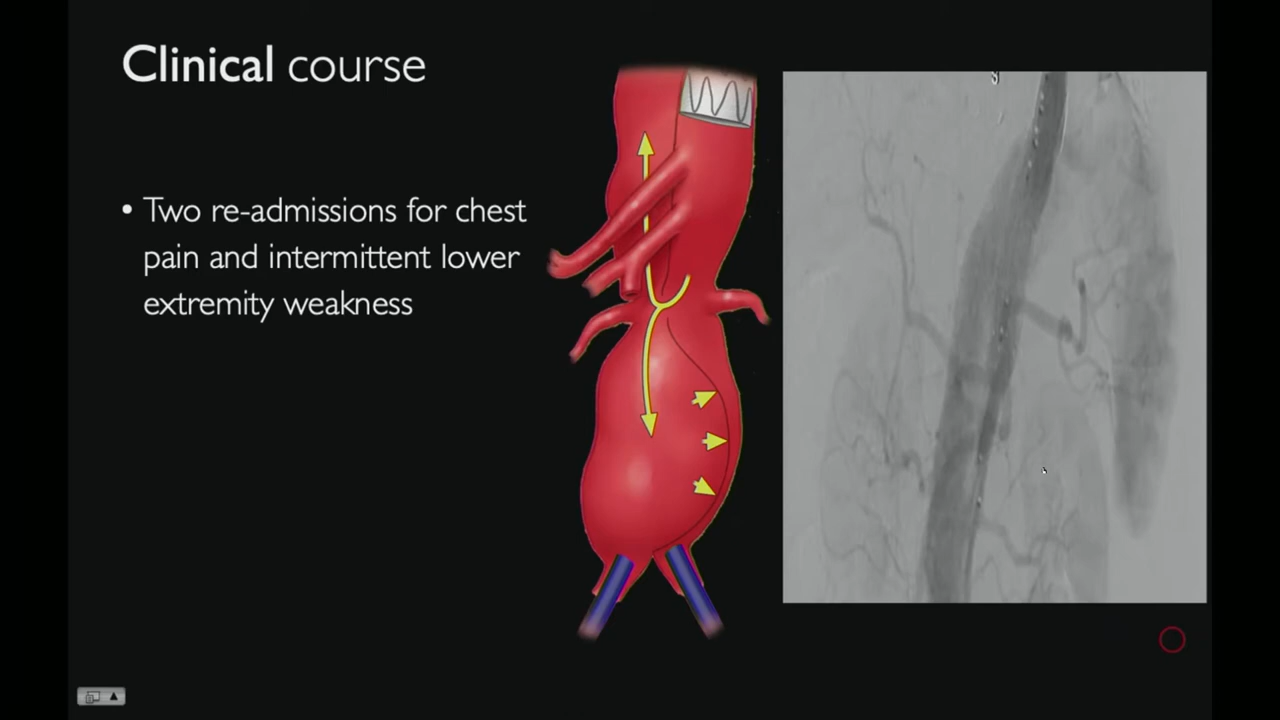 Clinical course
• Two re-admissions for chest
pain and intermittent lower
extremity weakness